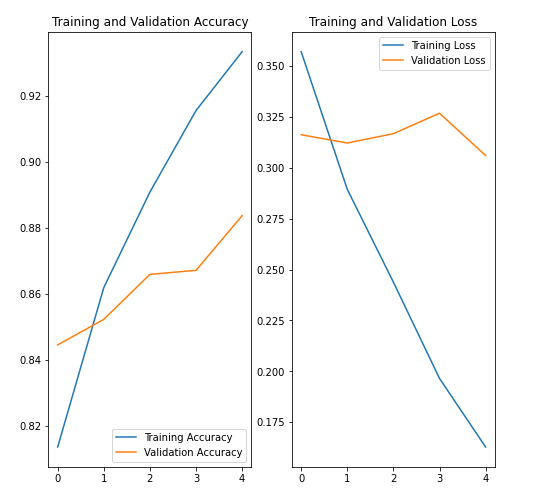 Training and Validation Accuracy
0.92
0.90
0.88
0.86
0.84
0.82
0 1 2 3 4
Training Accuracy
Validation Accuracy
Training and Validation Loss
0.350
0.325
0.300
0.275
0.250
0.225
0.200
0.175
0 1 2 3 4
Training Loss
Validation Loss